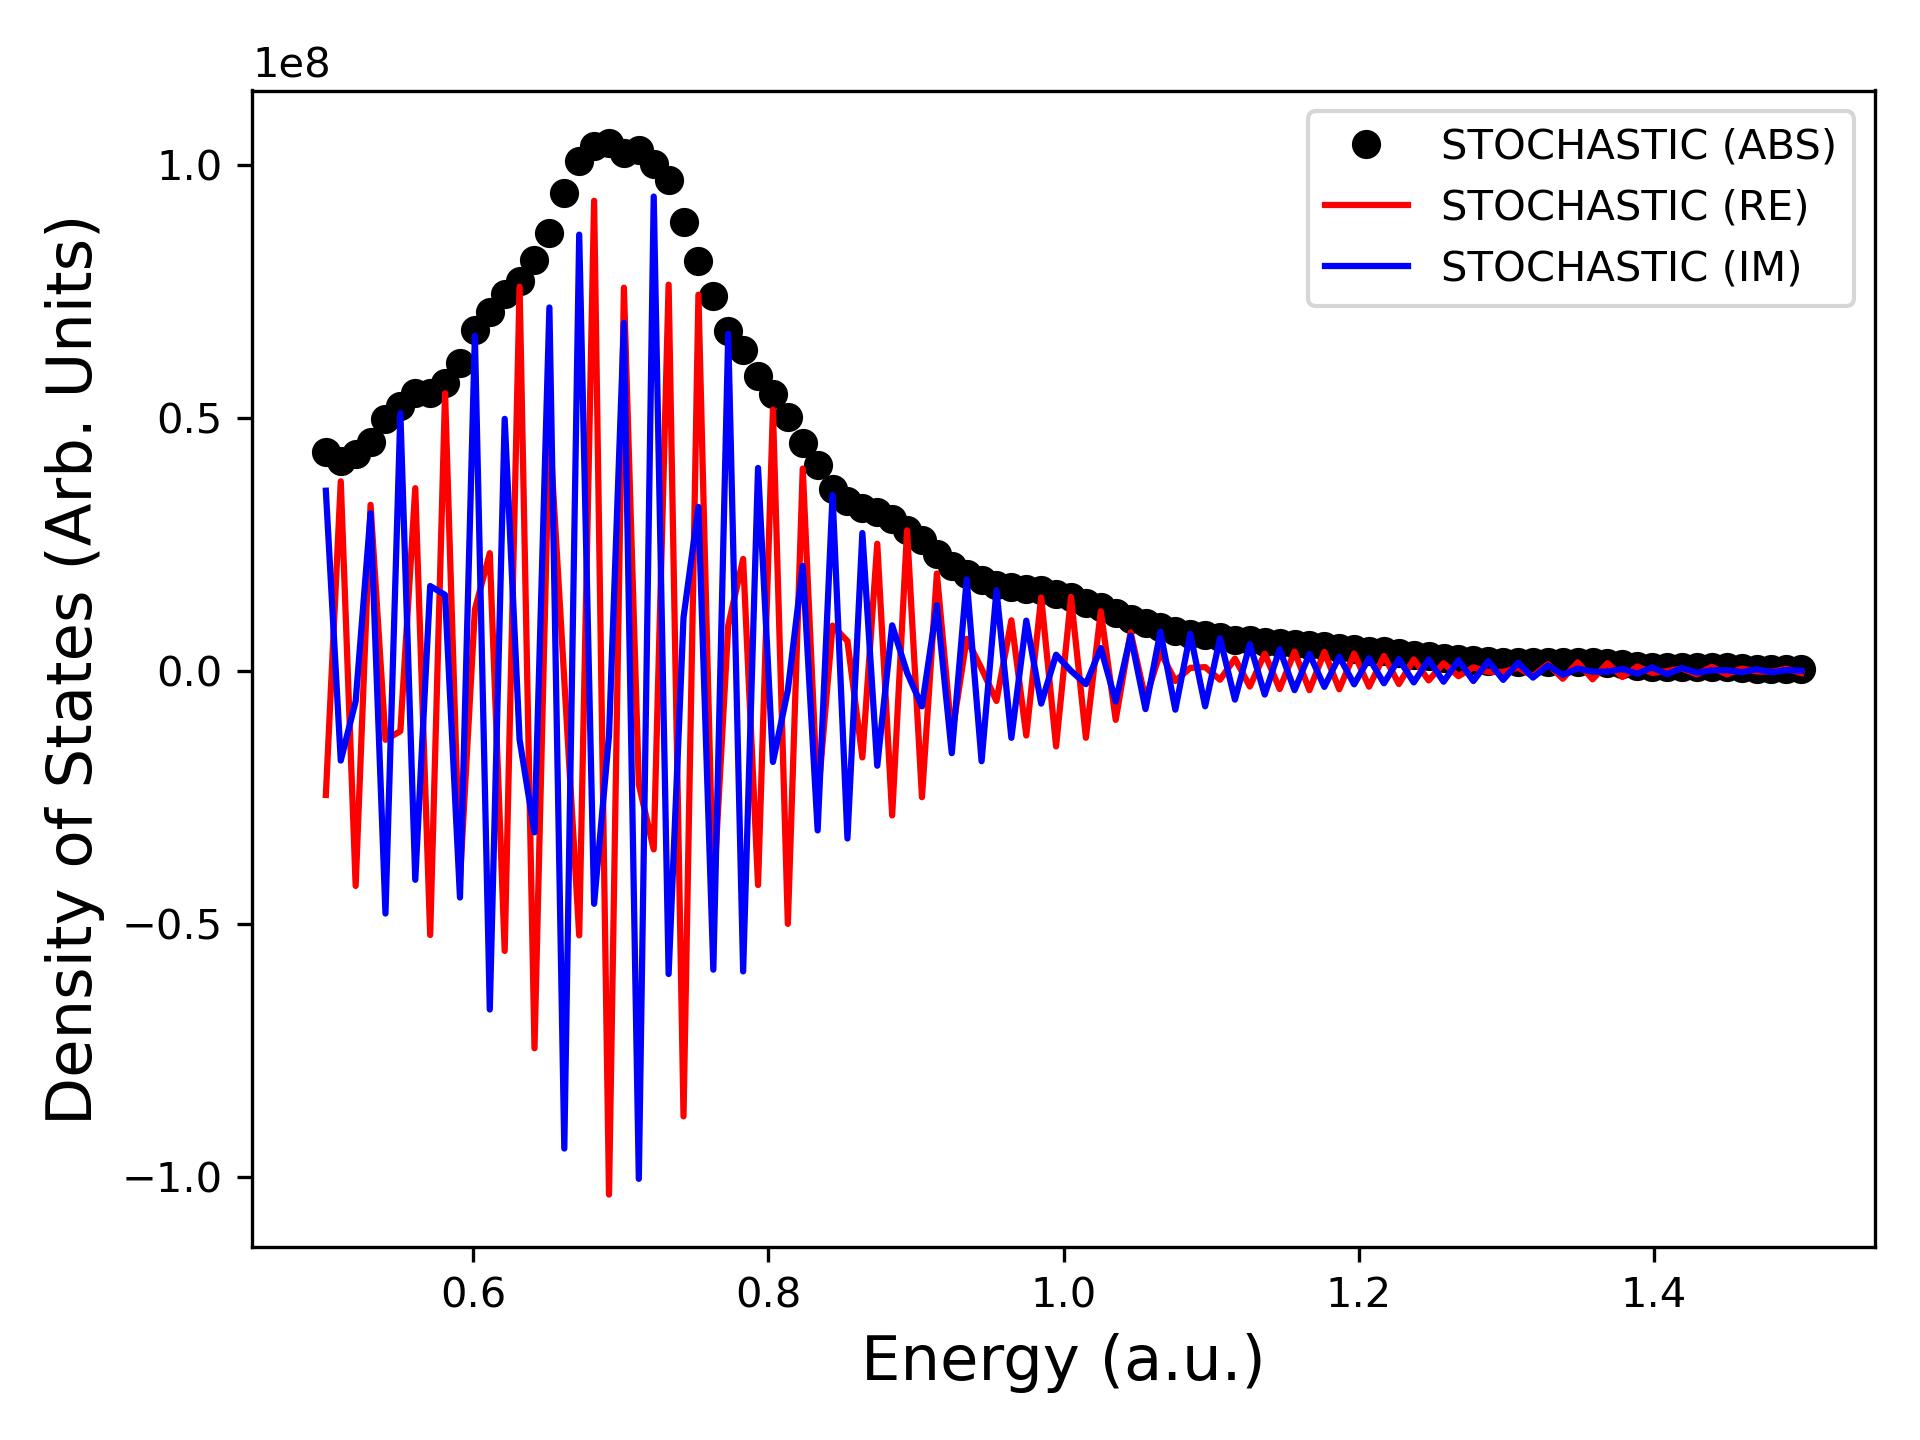 1e8
STOCHASTIC (ABS)
STOCHASTIC (RE)
STOCHASTIC (IM)
Density of States (Arb. Units)
1.0
0.5
0.0
−0.5
−1.0
0.6 0.8 1.0 1.2 1.4
Energy (a.u.)